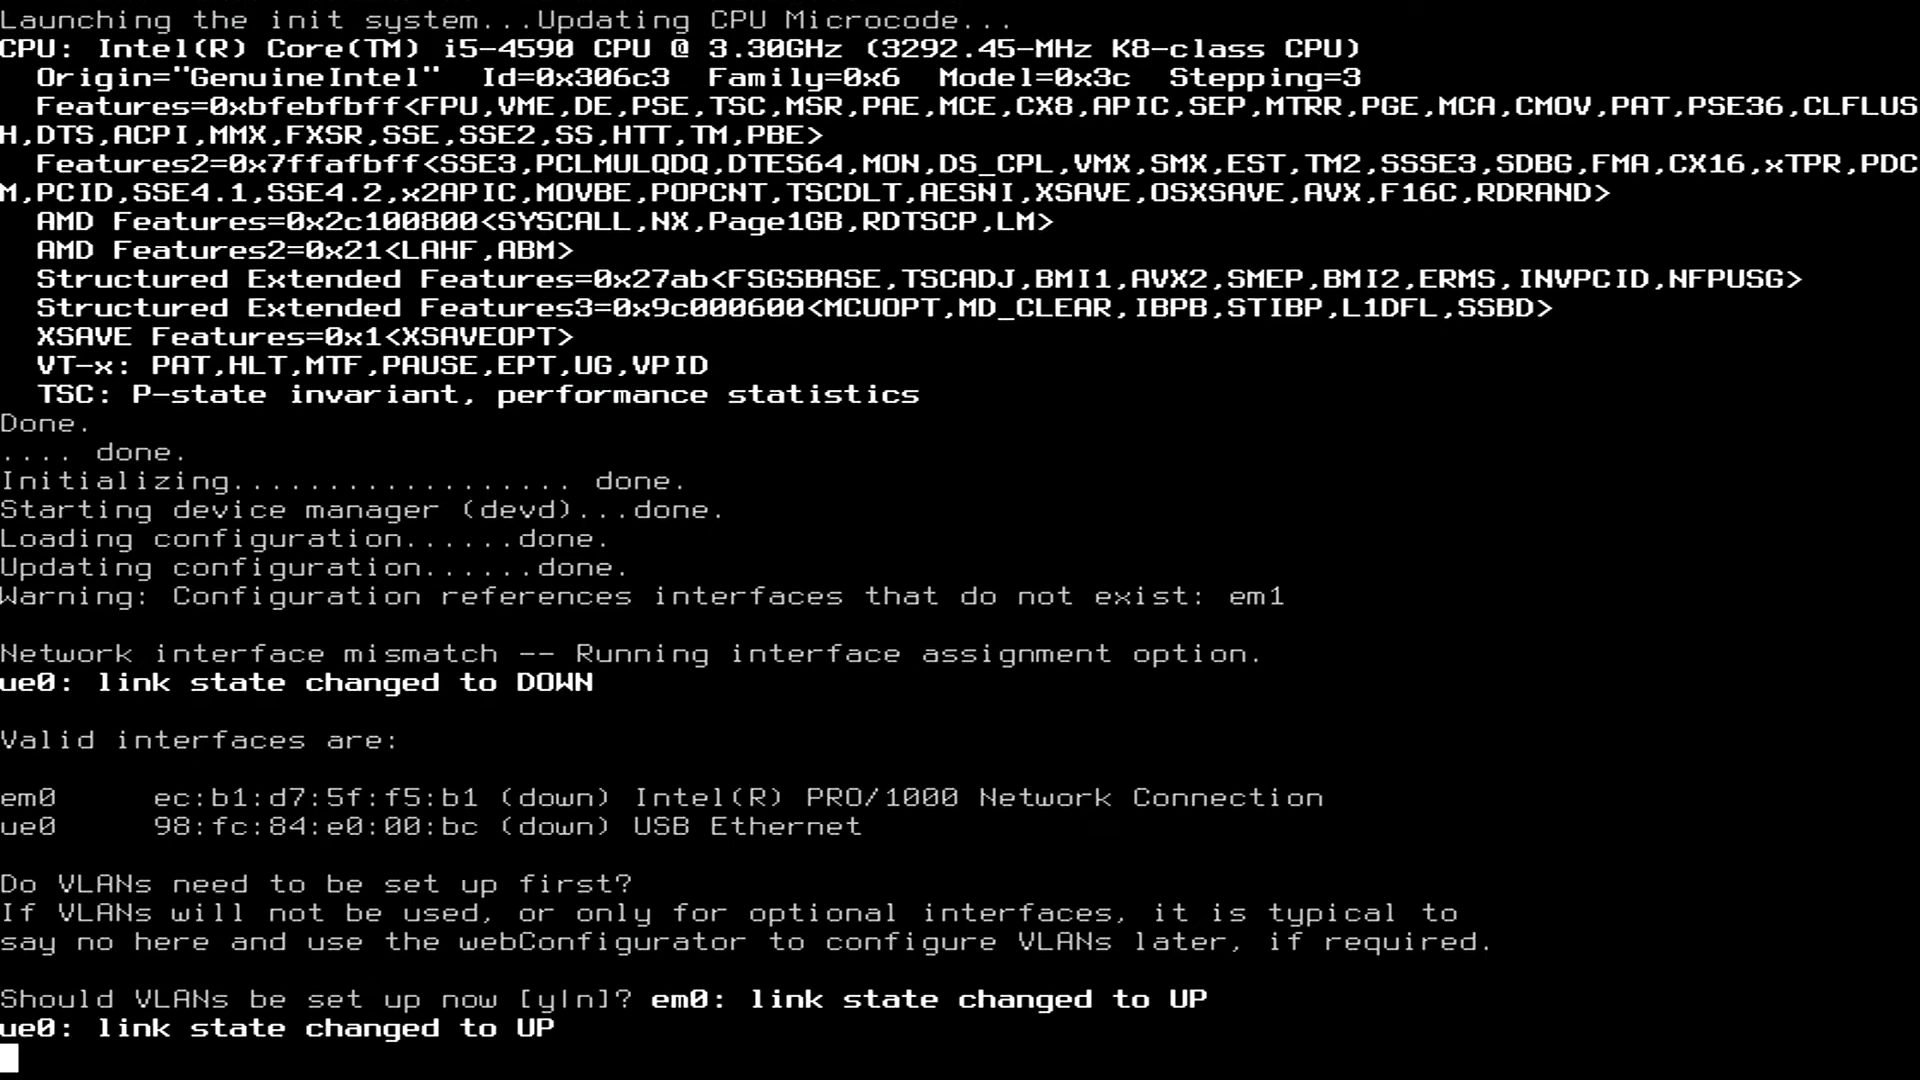 Launching the init system...Updating CPU Microcode...
CPU: Intel(R) Core(TM) i5-4590 CPU @ 3.30GHz (3292.45-MHz K8-class CPU)
Origin="GenuineIntel" Id=0x306c3 Family=0x6 Model=0x3c Stepping=3
Features=0xbfebfbff<FPU,VME,DE,PSE,TSC,MSR,PAE,MCE,CX8,APIC,SEP,MTRR,PGE,MCA,CMOV,PAT,PSE36,CLFLUS
H,DTS,ACPI,MMX,FXSR,SSE,SSE2,SS,HTT,TM,PBE>
Features2=0x7ffafbff<SSE3,PCLMULQDQ,DTES64,MON,DS_CPL,VMX,SMX,EST,TM2,SSSE3,SDBG,FMA,CX16,xTPR,PDC
M,PCID,SSE4.1,SSE4.2,x2APIC,MOVBE,POPCNT,TSCDLT,AESNI,XSAVE,OSXSAVE,AVX,F16C,RDRAND>
AMD Features=0x2c100800<SYSCALL,NX,Page1GB,RDTSCP,LM>
AMD Features2=0x21<LAHF,ABM>
Structured Extended Features=0x27ab<FSGSBASE,TSCADJ,BMI1,AVX2,SMEP,BMI2,ERMS,INVPCID,NFPUSG>
Structured Extended Features3=0x9c000600<MCUOPT,MD_CLEAR,IBPB,STIBP,L1DFL,SSBD>
XSAVE Features=0x1<XSAVEOPT>
VT-x: PAT,HLT,MTF,PAUSE,EPT,UG,VPID
TSC: P-state invariant, performance statistics
Done.
.... done.
Initializing.................. done.
Starting device manager (devd)...done.
Loading configuration......done.
Updating configuration......done.
Warning: Configuration references interfaces that do not exist: em1
Network interface mismatch -- Running interface assignment option.
ue0: link state changed to DOWN
Valid interfaces are:
em0 ec:b1:d7:5f:f5:b1 (down) Intel(R) PRO/1000 Network Connection
ue0 98:fc:84:e0:00:bc (down) USB Ethernet
Do VLANs need to be set up first?
If VLANs will not be used, or only for optional interfaces, it is typical to
say no here and use the webConfigurator to configure VLANs later, if required.
Should VLANs be set up now [y|n]? em0: link state changed to UP
ue0: link state changed to UP